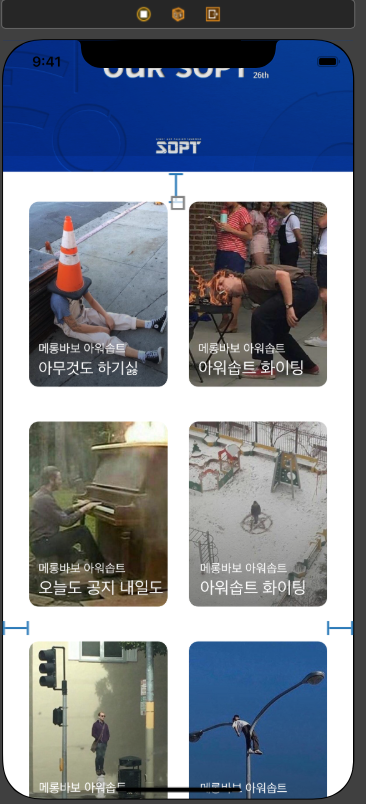 9:41
OUR SOPT 26th
SOPT
메롱바보 아워솝트
아무것도 하기싫
메롱바보 아워솝트
아워솝트 화이팅
메롱바보 아워솝트
오늘도 공지 내일도
메롱바보 아워솝트
아워솝트 화이팅
메롱바보 아워솝트
메롱바보 아워솝트